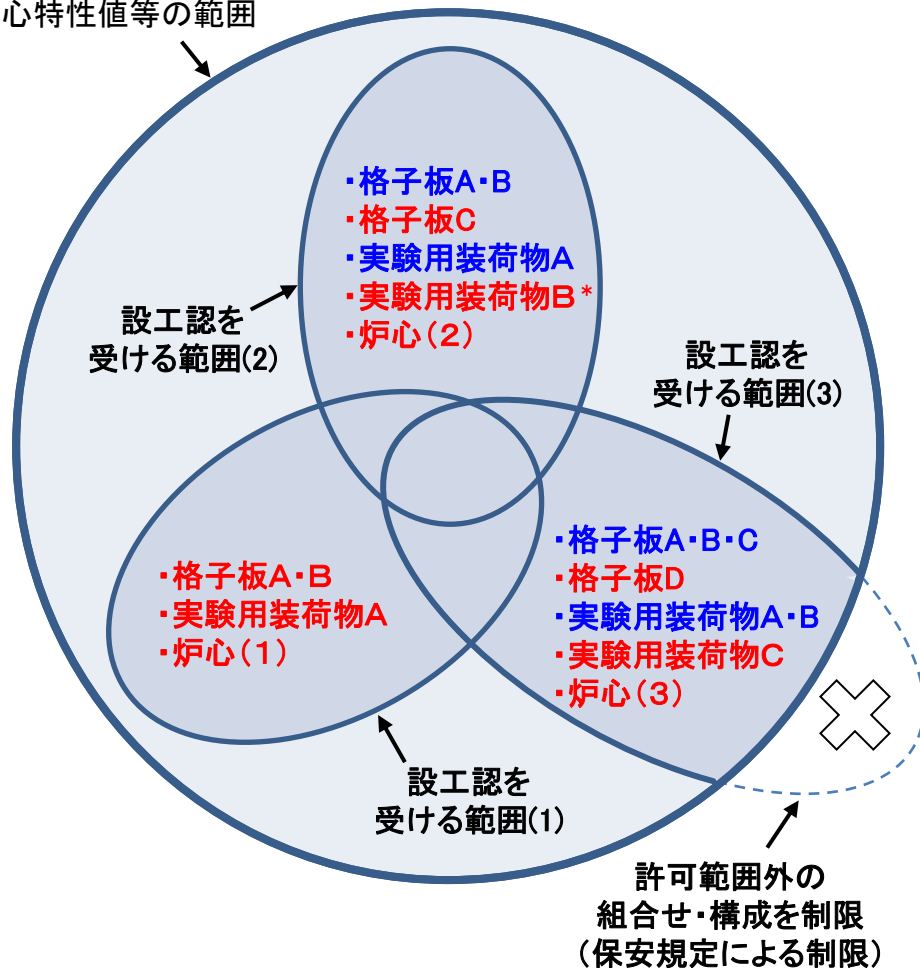 心特性値等の範囲
・格子板A・B
・格子板C
・実験用装荷物A
・実験用装荷物B*
・炉心(2)
設工認を
受ける範囲(2)
設工認を
受ける範囲(3)
・格子板A・B・C
・格子板D
・実験用装荷物A・B
・実験用装荷物C
・炉心(3)
・格子板A・B
・実験用装荷物A
・炉心(1)
設工認を
受ける範囲(1)
許可範囲外の
組合せ・構成を制限
(保安規定による制限)